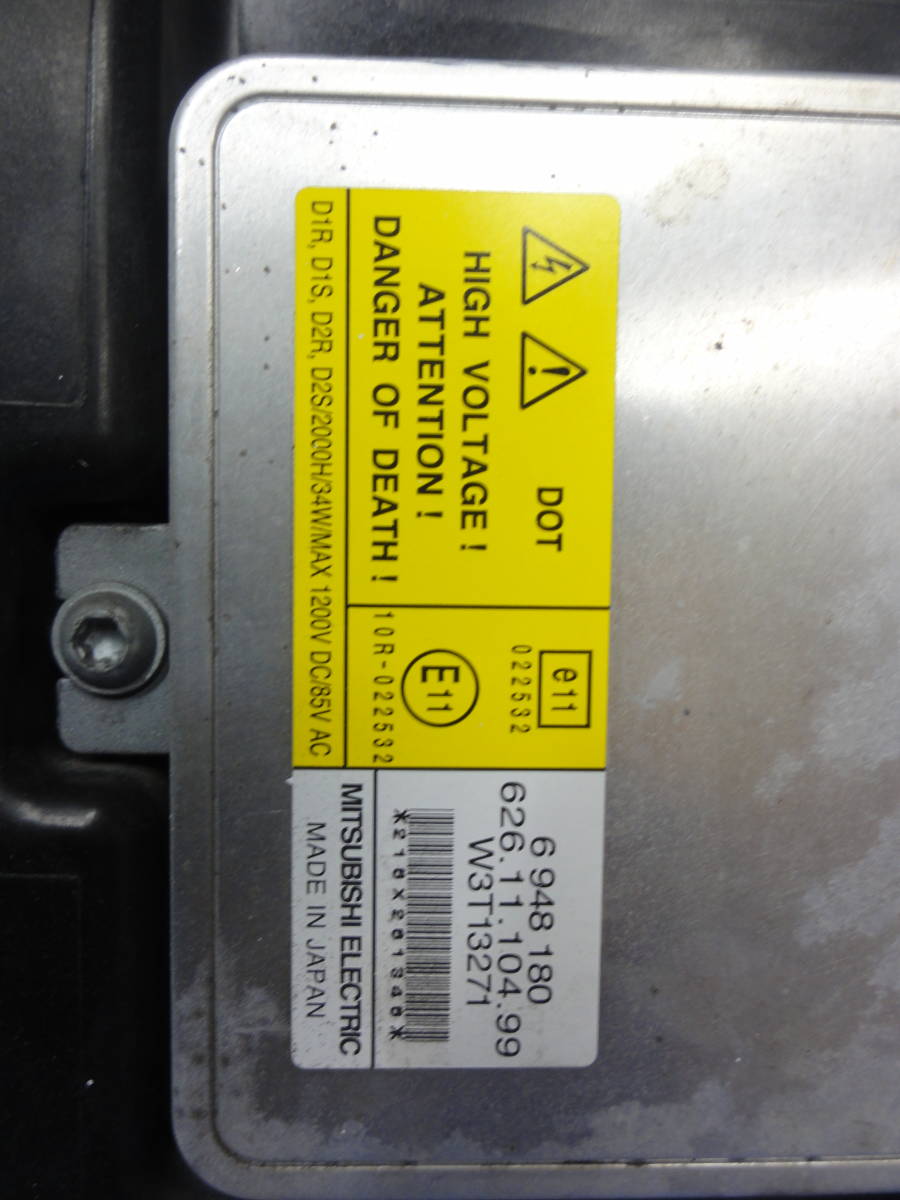 DOT
HIGH VOLTAGE!
ATTENTION!
DANGER OF DEATH!
D1R, D1S, D2R, D2S/2000H/34W/MAX 1200V DC/85V AC
e11
022532
E11
10R-022532
6 948 180
626.11.104.99
W3T13271
*218X281346*
MITSUBISHI ELECTRIC
MADE IN JAPAN